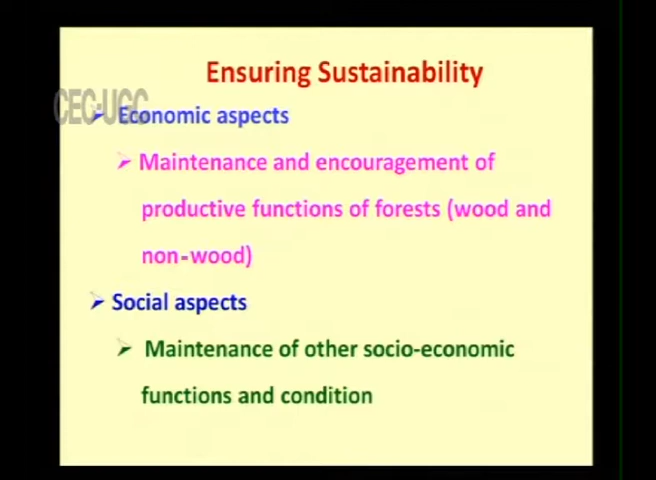 Ensuring Sustainability
CEC-UGC
➢ Economic aspects
➢ Maintenance and encouragement of
productive functions of forests (wood and
non-wood)
➢ Social aspects
➢ Maintenance of other socio-economic
functions and condition